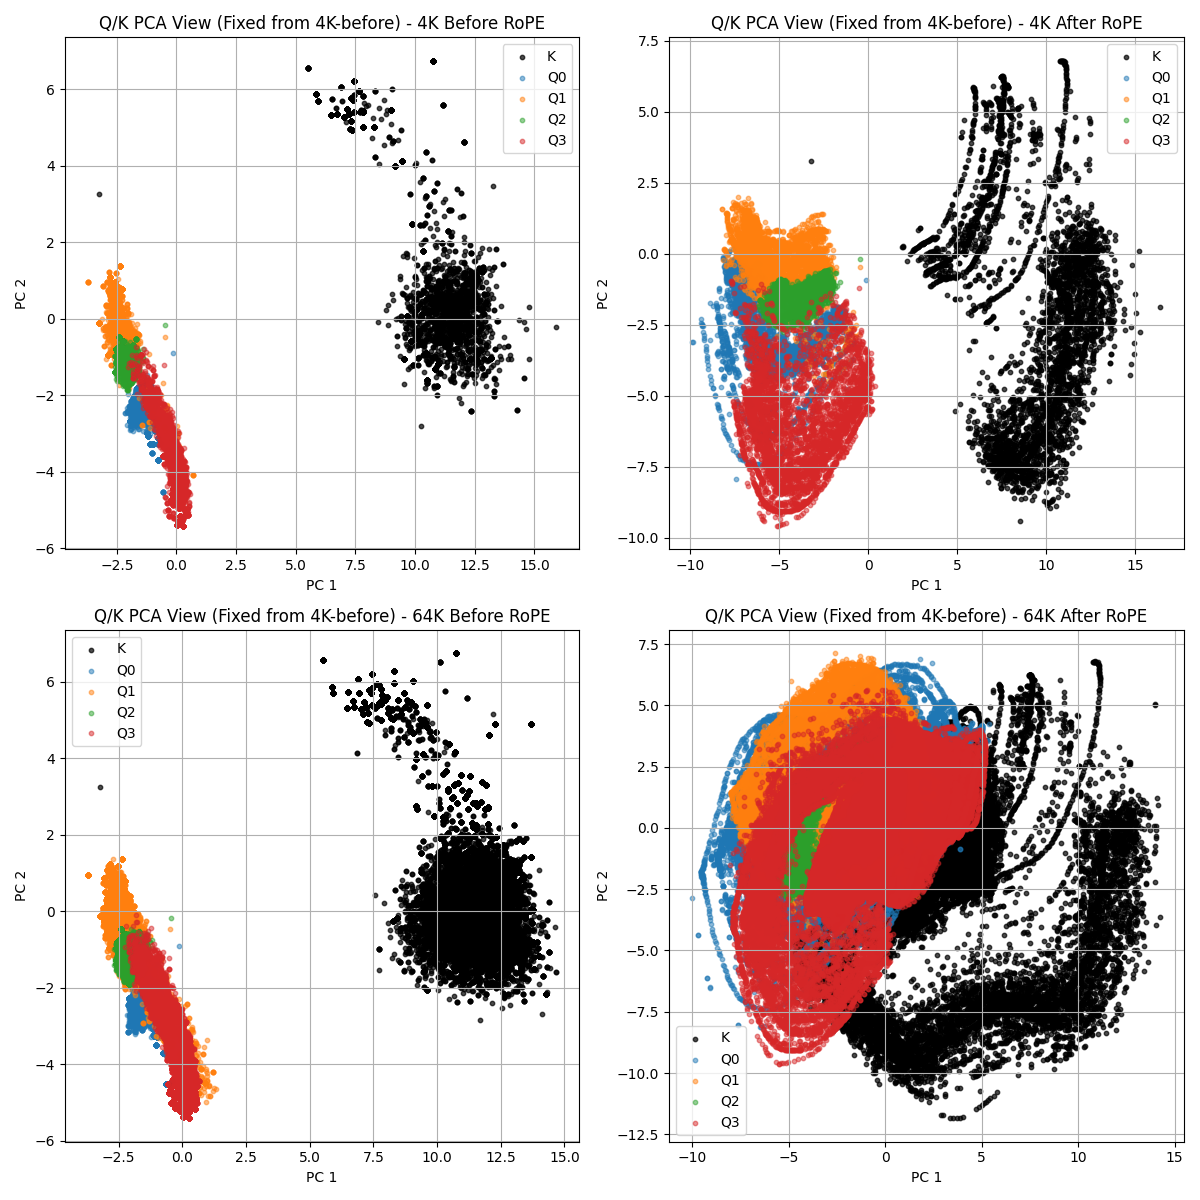 Q/K PCA View (Fixed from 4K-before) - 4K Before RoPE
6
4
2
0
−2
−4
−6
PC 2
−2.5
0.0
2.5
5.0
7.5
10.0
12.5
15.0
PC 1
K
Q0
Q1
Q2
Q3
Q/K PCA View (Fixed from 4K-before) - 4K After RoPE
7.5
5.0
2.5
0.0
−2.5
−5.0
−7.5
−10.0
PC 2
−10
−5
0
5
10
15
PC 1
K
Q0
Q1
Q2
Q3
Q/K PCA View (Fixed from 4K-before) - 64K Before RoPE
6
4
2
0
−2
−4
−6
PC 2
−2.5
0.0
2.5
5.0
7.5
10.0
12.5
15.0
PC 1
K
Q0
Q1
Q2
Q3
Q/K PCA View (Fixed from 4K-before) - 64K After RoPE
7.5
5.0
2.5
0.0
−2.5
−5.0
−7.5
−10.0
−12.5
PC 2
−10
−5
0
5
10
15
PC 1
K
Q0
Q1
Q2
Q3